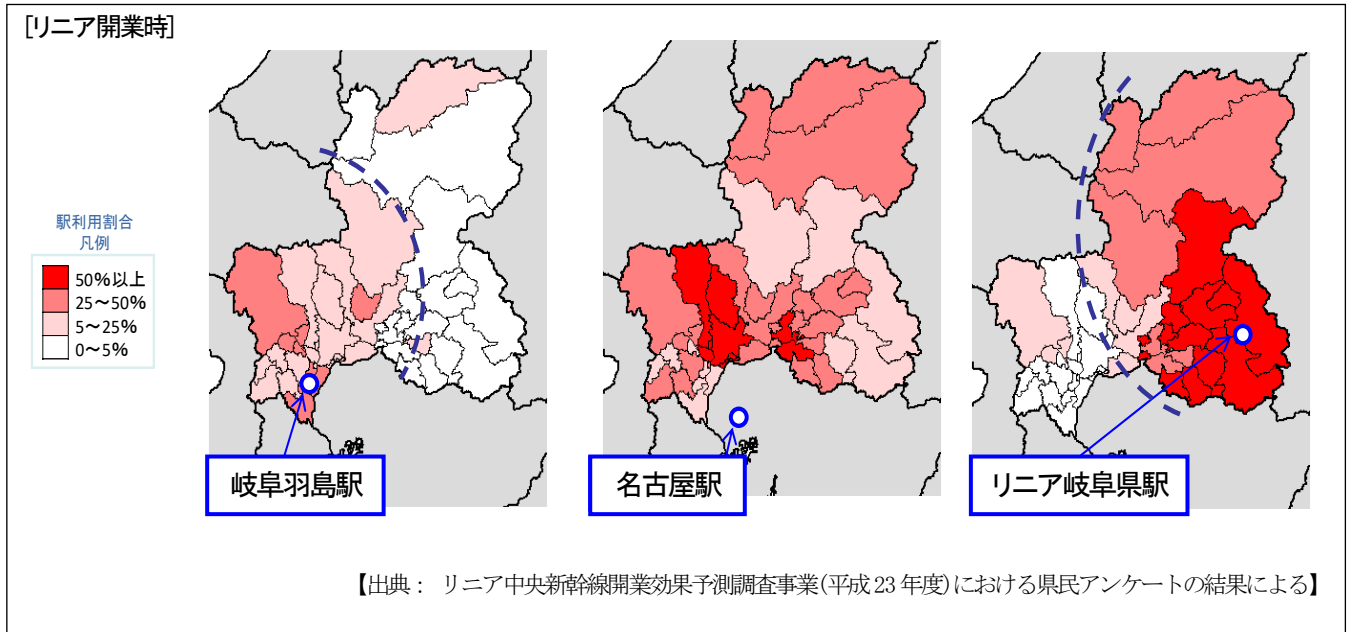 [リニア開業時]
駅利用割合
凡例
50%以上
25～50%
5～25%
0～5%
岐阜羽島駅
名古屋駅
リニア岐阜県駅
【出典： リニア中央新幹線開業効果予測調査事業(平成23年度)における県民アンケートの結果による】